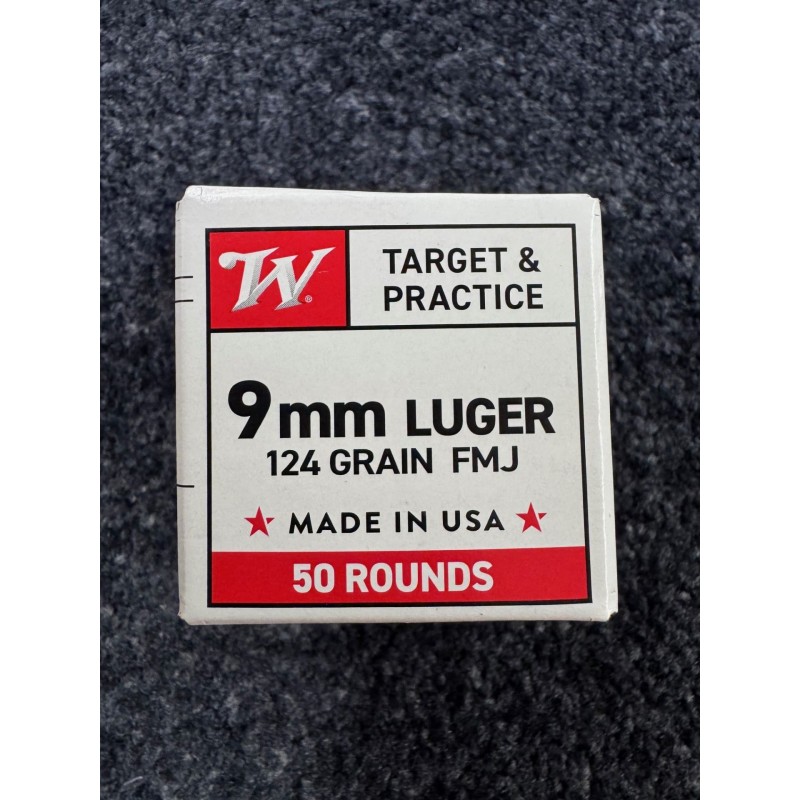 W®
TARGET &
PRACTICE
9mm LUGER
124 GRAIN FMJ
MADE IN USA
50 ROUNDS